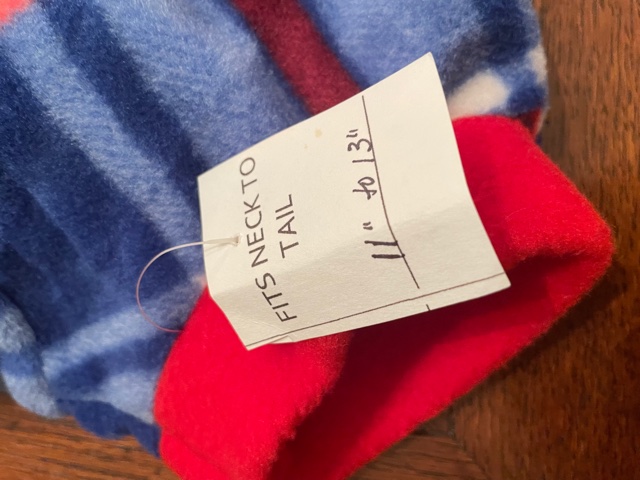 FITS NECK TO
TAIL
11" to 13"